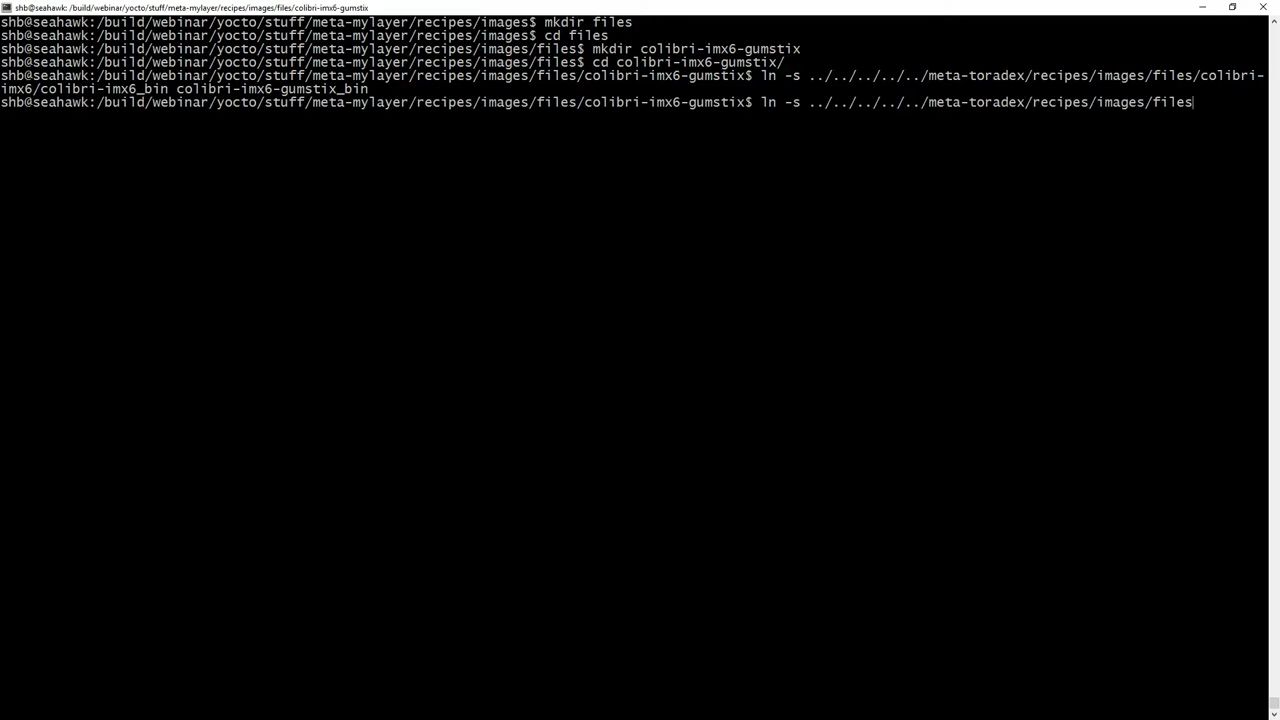 shb@seahawk: /build/webinar/yocto/stuff/meta-mylayer/recipes/images/files/colibri-imx6-gumstix
shb@seahawk:/build/webinar/yocto/stuff/meta-mylayer/recipes/images$ mkdir files
shb@seahawk:/build/webinar/yocto/stuff/meta-mylayer/recipes/images$ cd files
shb@seahawk:/build/webinar/yocto/stuff/meta-mylayer/recipes/images/files$ mkdir colibri-imx6-gumstix
shb@seahawk:/build/webinar/yocto/stuff/meta-mylayer/recipes/images/files$ cd colibri-imx6-gumstix/
shb@seahawk:/build/webinar/yocto/stuff/meta-mylayer/recipes/images/files/colibri-imx6-gumstix$ ln -s ../../../../../meta-toradex/recipes/images/files/colibri-
imx6/colibri-imx6_bin colibri-imx6-gumstix_bin
shb@seahawk:/build/webinar/yocto/stuff/meta-mylayer/recipes/images/files/colibri-imx6-gumstix$ ln -s ../../../../../meta-toradex/recipes/images/files